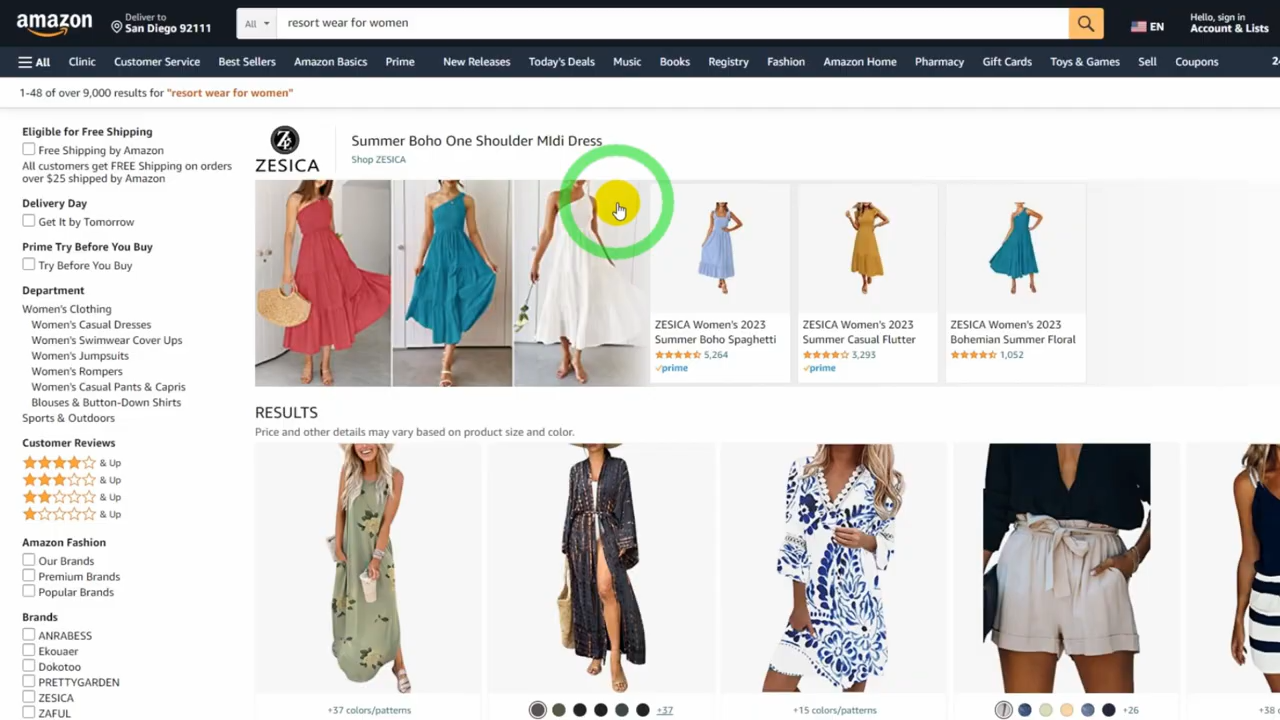 amazon
Deliver to
San Diego 92111
All
resort wear for women
EN
Hello, sign in
Account & Lists
All
Clinic
Customer Service
Best Sellers
Amazon Basics
Prime
New Releases
Today's Deals
Music
Books
Registry
Fashion
Amazon Home
Pharmacy
Gift Cards
Toys & Games
Sell
Coupons
1-48 of over 9,000 results for "resort wear for women"
Eligible for Free Shipping
Free Shipping by Amazon
All customers get FREE Shipping on orders
over $25 shipped by Amazon
Delivery Day
Get It by Tomorrow
Prime Try Before You Buy
Try Before You Buy
Department
Women's Clothing
Women's Casual Dresses
Women's Swimwear Cover Ups
Women's Jumpsuits
Women's Rompers
Women's Casual Pants & Capris
Blouses & Button-Down Shirts
Sports & Outdoors
Customer Reviews
& Up
& Up
& Up
& Up
Amazon Fashion
Our Brands
Premium Brands
Popular Brands
Brands
ANRABESS
Ekouaer
Dokotoo
PRETTYGARDEN
ZESICA
ZAFUL
ZESICA
Summer Boho One Shoulder MIdi Dress
Shop ZESICA
ZESICA Women's 2023
Summer Boho Spaghetti
5,264
prime
ZESICA Women's 2023
Summer Casual Flutter
3,293
prime
ZESICA Women's 2023
Bohemian Summer Floral
1,052
RESULTS
Price and other details may vary based on product size and color.
+37 colors/patterns
+37
+15 colors/patterns
+26